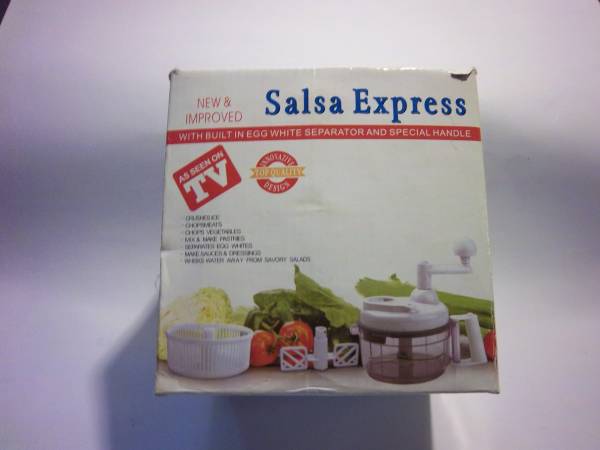 NEW &
IMPROVED
Salsa Express
WITH BUILT IN EGG WHITE SEPARATOR AND SPECIAL HANDLE
AS SEEN ON
TV
INNOVATIVE
TOP QUALITY
DESIGN
- CRUSHES ICE
- CHOPS MEATS
- CHOPS VEGETABLES
- MIX & MAKE PASTRIES
- SEPARATES EGG WHITES
- MAKE SAUCES & DRESSINGS
- WHISKS WATER AWAY FROM SAVORY SALADS